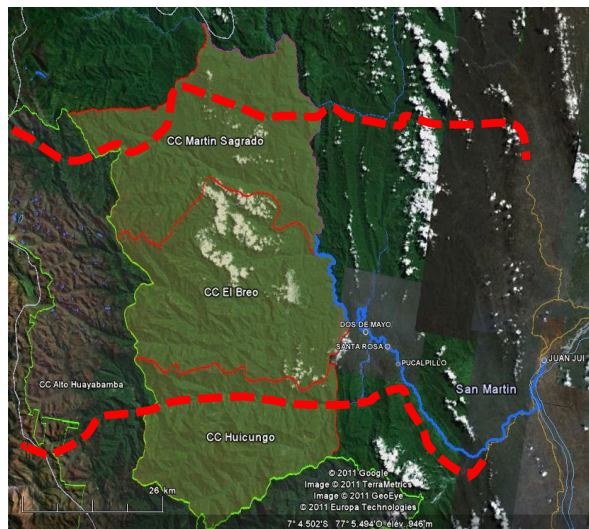 CC Martin Sagrado
CC El Breo
DOS DE MAYO
SANTA ROSA
PUCALPILLO
JUAN JUI
San Martin
CC Alto Huayabamba
CC Huicungo
26 km
© 2011 Google
Image © 2011 TerraMetrics
Image © 2011 GeoEye
© 2011 Europa Technologies
7° 4.502'S 77° 5.494'O élév. 946 m